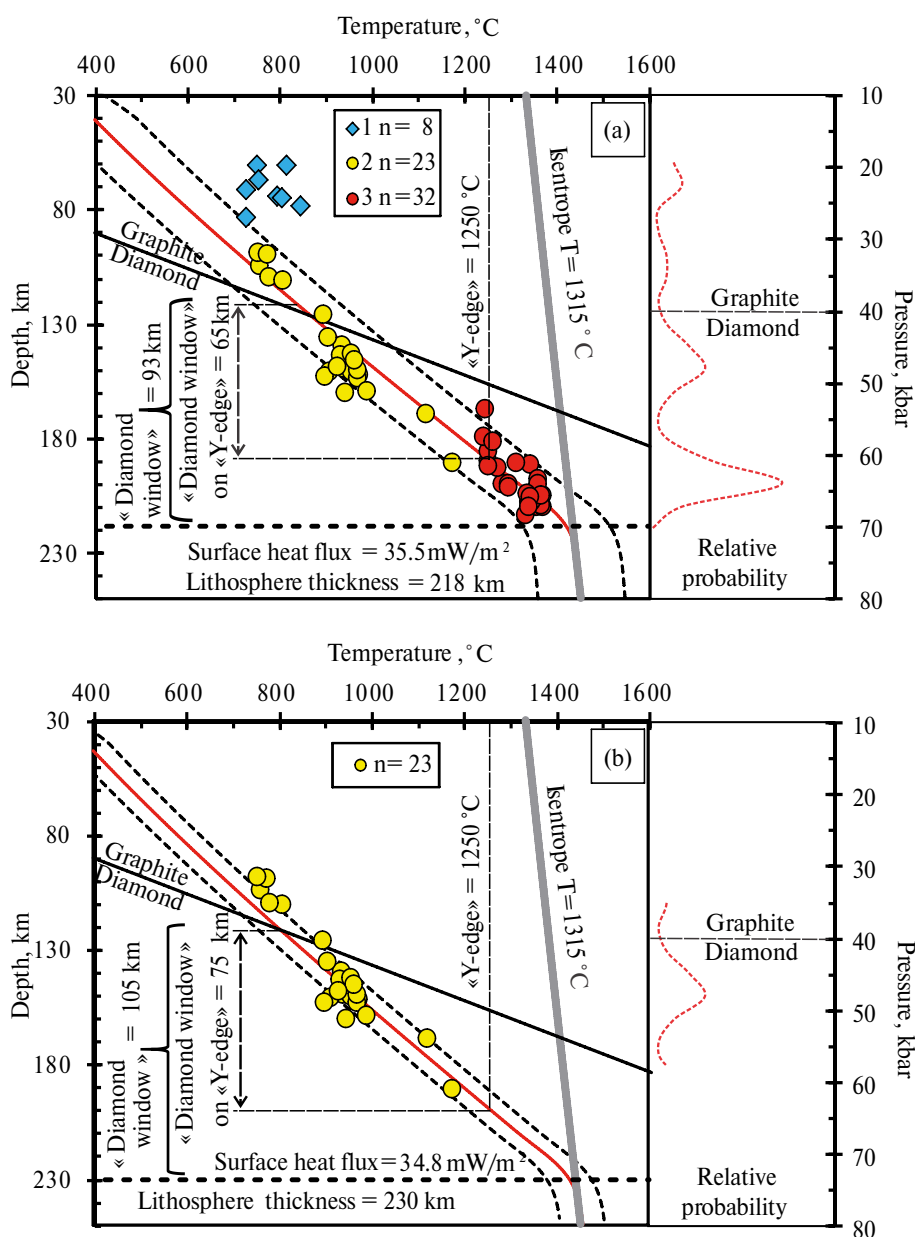 Temperature, °C
400 600 800 1000 1200 1400 1600
30 10
(a)
1 n = 8
2 n = 23
3 n = 32
20
80
30
Graphite
Diamond
«Y-edge» = 1250 °C
Isentrope T = 1315 °C
Graphite
40
Diamond
130
Depth, km
Pressure, kbar
«Diamond window» = 93 km
«Diamond window»
on «Y-edge» = 65 km
50
180
60
70
230
Surface heat flux = 35.5 mW/m²
Lithosphere thickness = 218 km
Relative
probability
80
Temperature, °C
400 600 800 1000 1200 1400 1600
30 10
(b)
n = 23
20
80
30
Graphite
Diamond
«Y-edge» = 1250 °C
Isentrope T = 1315 °C
Graphite
40
Diamond
130
Depth, km
Pressure, kbar
«Diamond window» = 105 km
«Diamond window»
on «Y-edge» = 75 km
50
180
60
70
230
Surface heat flux = 34.8 mW/m²
Lithosphere thickness = 230 km
Relative
probability
80